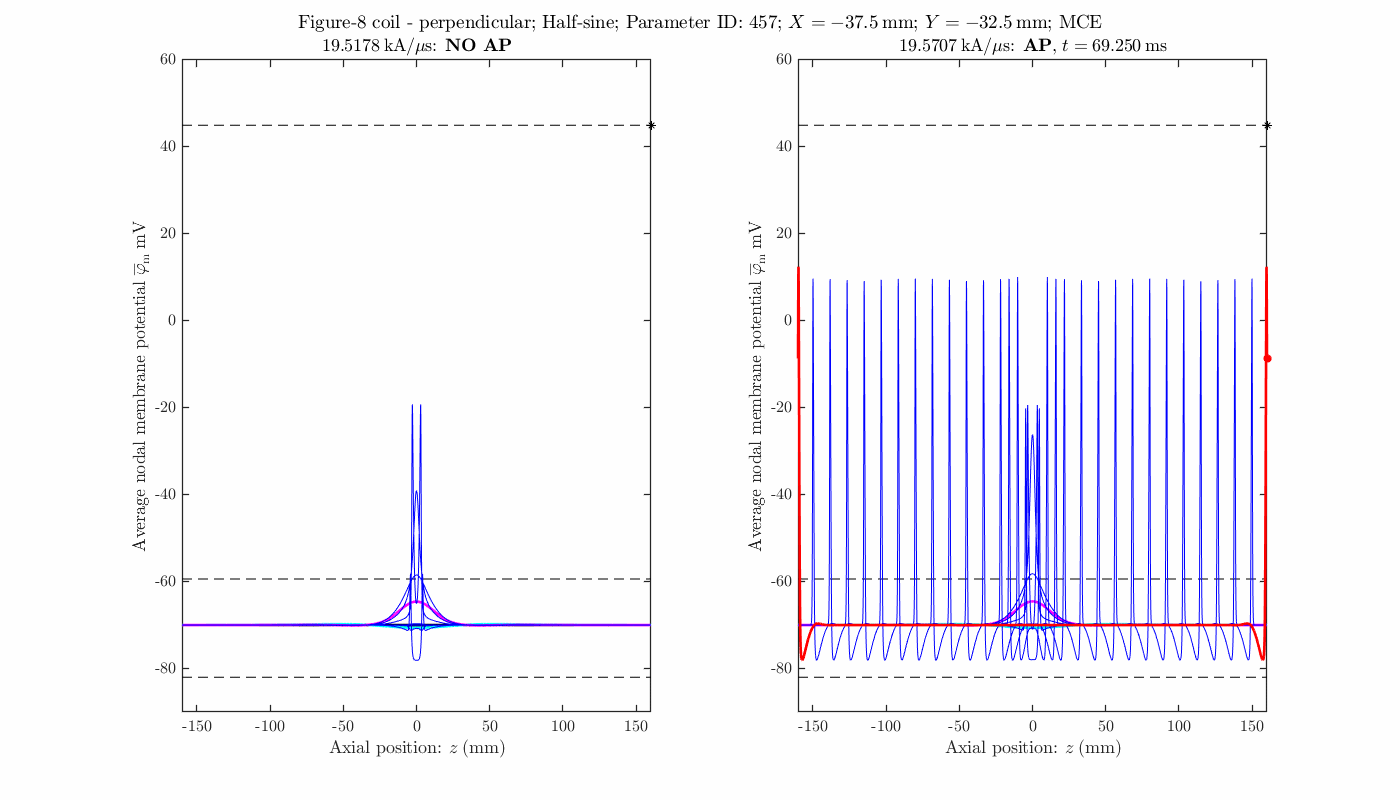 Figure-8 coil - perpendicular; Half-sine; Parameter ID: 457; X = −37.5 mm; Y = −32.5 mm; MCE
19.5178 kA/μs: NO AP
19.5707 kA/μs: AP, t = 69.250 ms
60
40
20
0
-20
-40
-60
-80
Average nodal membrane potential φ̅m mV
-150 -100 -50 0 50 100 150
Axial position: z (mm)
60
40
20
0
-20
-40
-60
-80
Average nodal membrane potential φ̅m mV
-150 -100 -50 0 50 100 150
Axial position: z (mm)